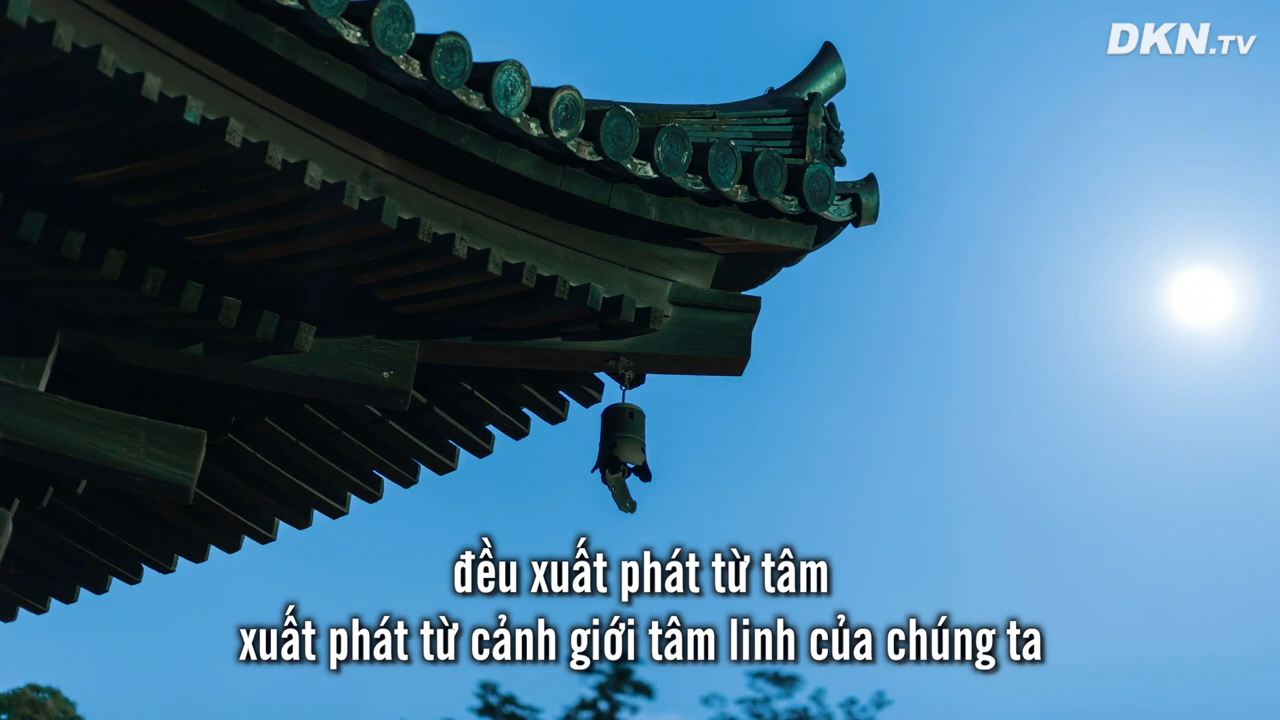 DKN.TV
đều xuất phát từ tâm
xuất phát từ cảnh giới tâm linh của chúng ta